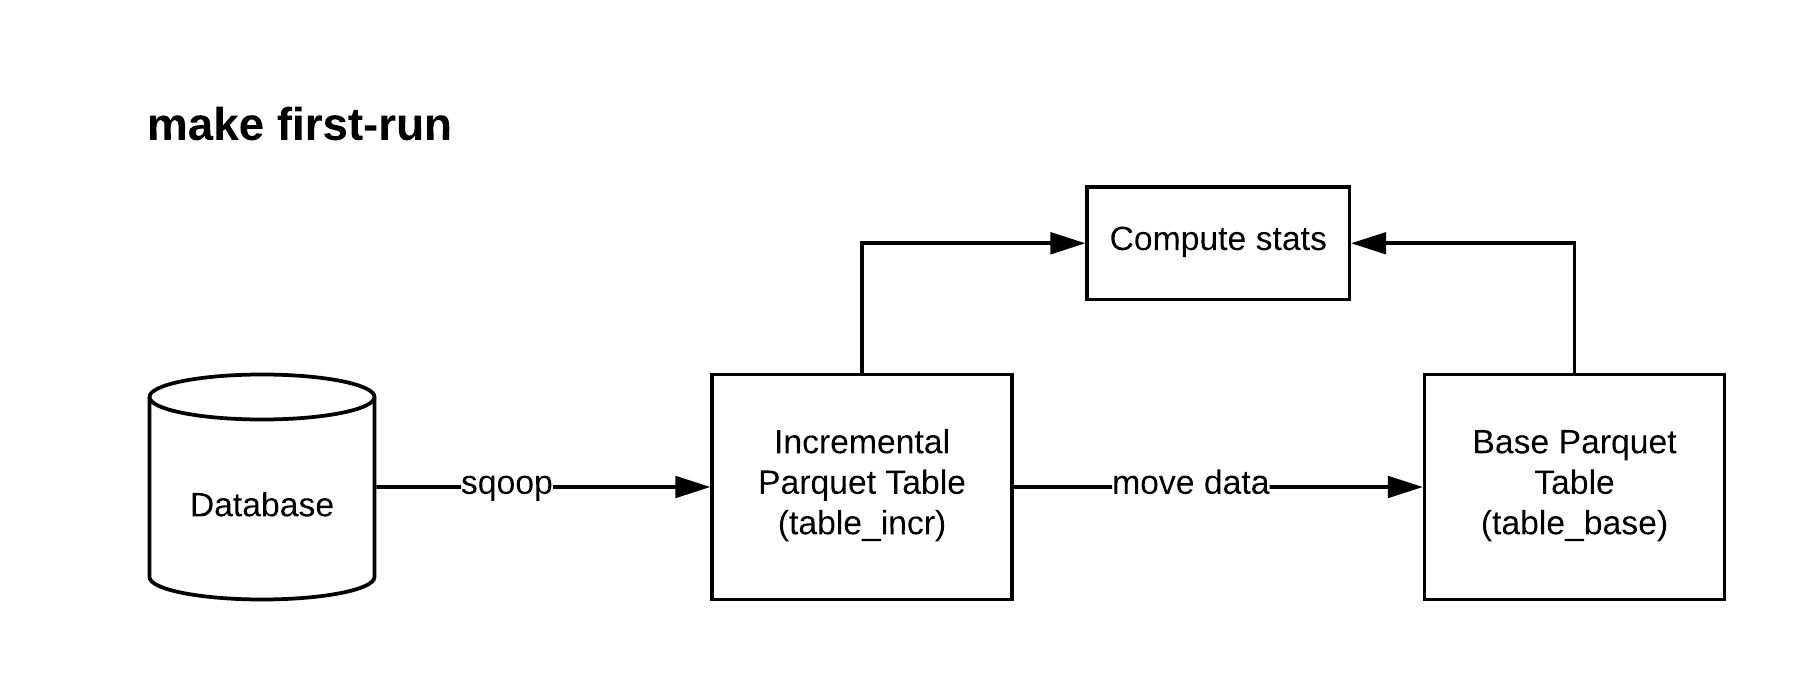 make first-run
Compute stats
Database
sqoop
Incremental
Parquet Table
(table_incr)
move data
Base Parquet
Table
(table_base)